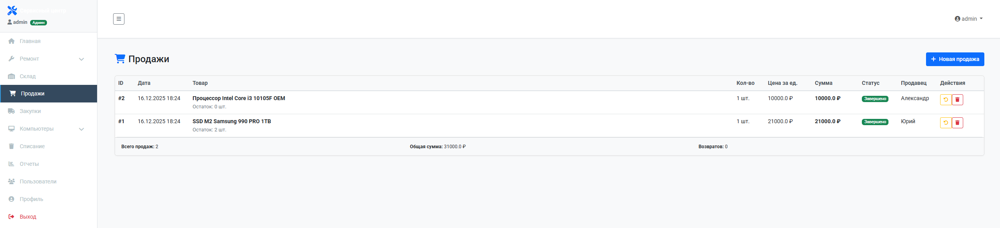 Сервисный центр
admin Админ
admin
Главная
Ремонт
Склад
Продажи
Закупки
Компьютеры
Списание
Отчеты
Пользователи
Профиль
Выход
Продажи
Новая продажа
ID Дата Товар Кол-во Цена за ед. Сумма Статус Продавец Действия
#2 16.12.2025 18:24 Процессор Intel Core i3 10105F OEM 1 шт. 10000.0 ₽ 10000.0 ₽ Завершено Александр
Остаток: 0 шт.
#1 16.12.2025 18:24 SSD M2 Samsung 990 PRO 1TB 1 шт. 21000.0 ₽ 21000.0 ₽ Завершено Юрий
Остаток: 2 шт.
Всего продаж: 2 Общая сумма: 31000.0 ₽ Возвратов: 0